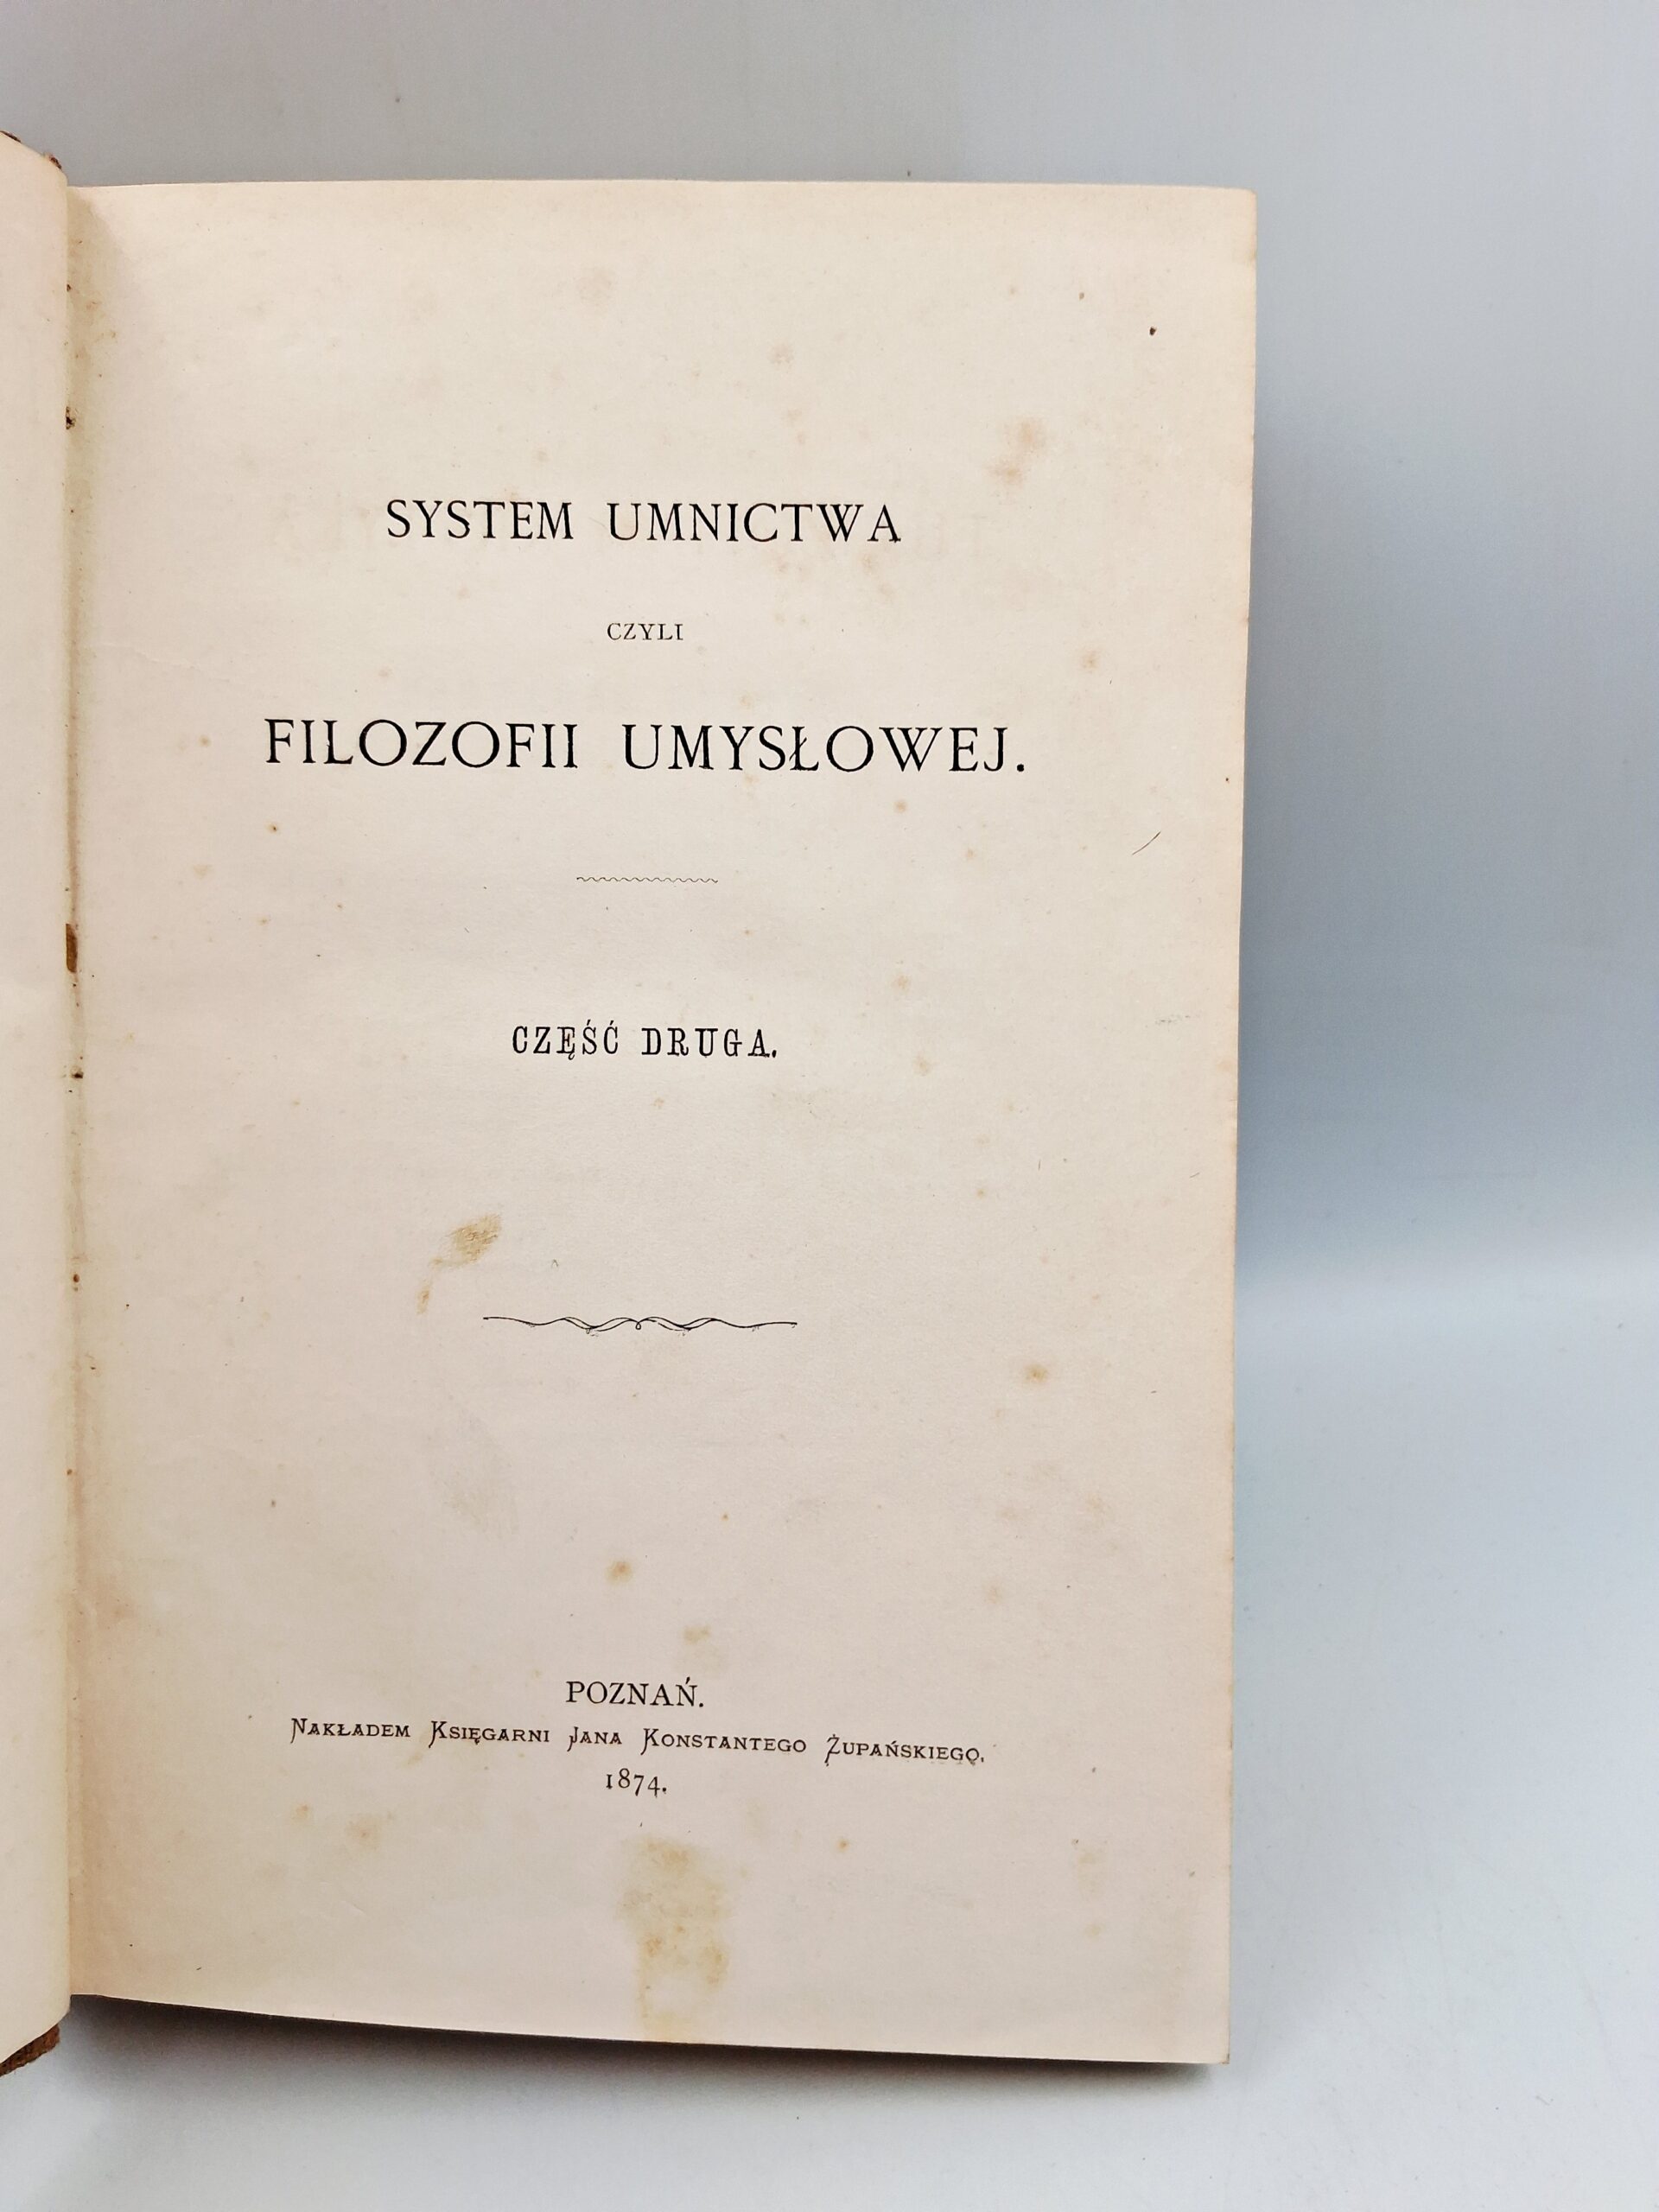 SYSTEM UMNICTWA
CZYLI
FILOZOFII UMYSŁOWEJ.
CZĘŚĆ DRUGA.
POZNAŃ.
Nakładem Księgarni Jana Konstantego Żupańskiego.
1874.